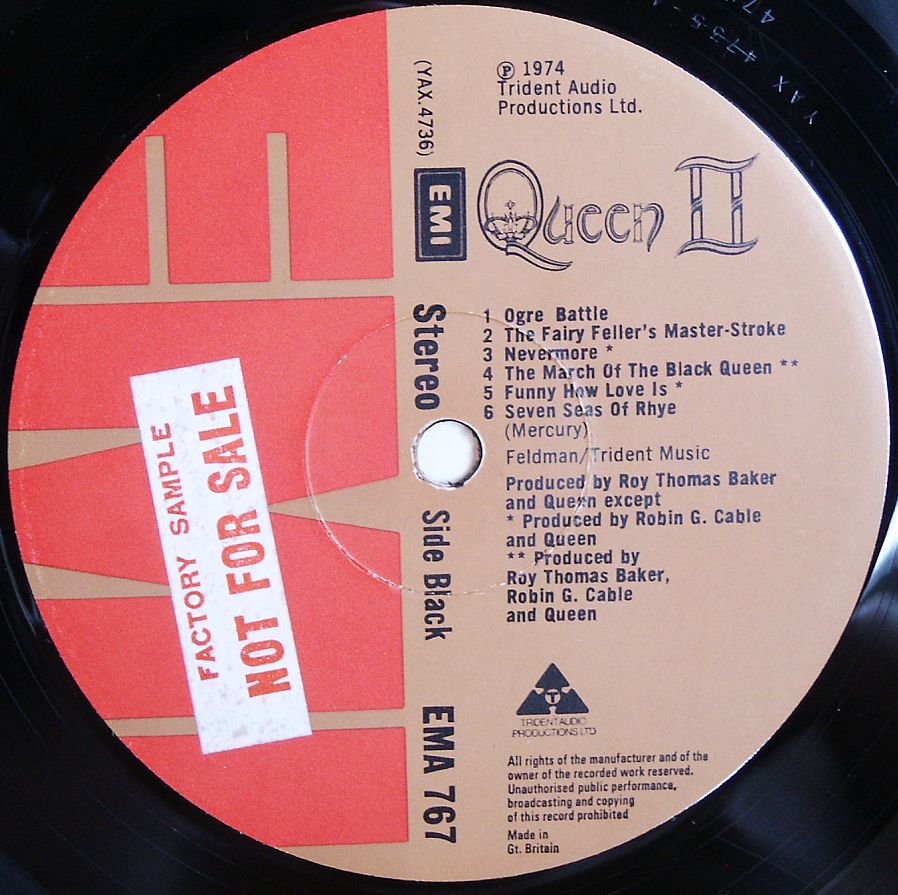 ℗ 1974
Trident Audio
Productions Ltd.
(YAX.4736)
EMI
Queen II
Stereo
1 Ogre Battle
2 The Fairy Feller's Master-Stroke
3 Nevermore *
4 The March Of The Black Queen **
5 Funny How Love Is *
6 Seven Seas Of Rhye
(Mercury)
Feldman/Trident Music
Produced by Roy Thomas Baker
and Queen except
* Produced by Robin G. Cable
and Queen
** Produced by
Roy Thomas Baker,
Robin G. Cable
and Queen
Side Black
EMA 767
FACTORY SAMPLE
NOT FOR SALE
T
TRIDENT AUDIO
PRODUCTIONS LTD
All rights of the manufacturer and of the
owner of the recorded work reserved.
Unauthorised public performance,
broadcasting and copying
of this record prohibited
Made in
Gt. Britain
YAX 4735